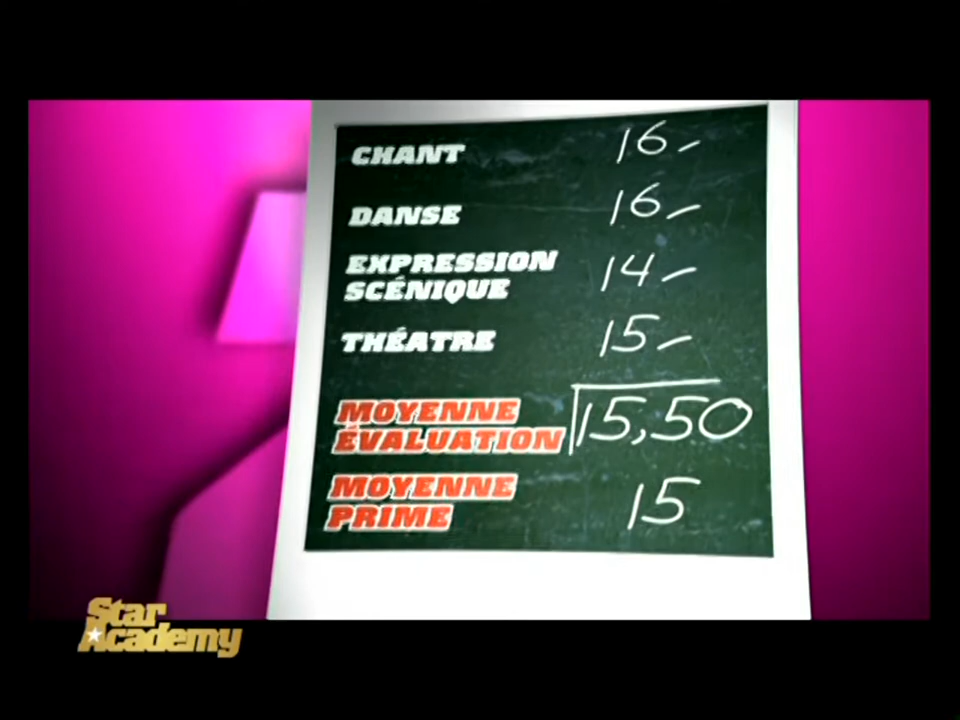 CHANT 16-
DANSE 16-
EXPRESSION
SCÉNIQUE 14-
THÉATRE 15-
MOYENNE
ÉVALUATION 15,50
MOYENNE
PRIME 15
Star
Academy